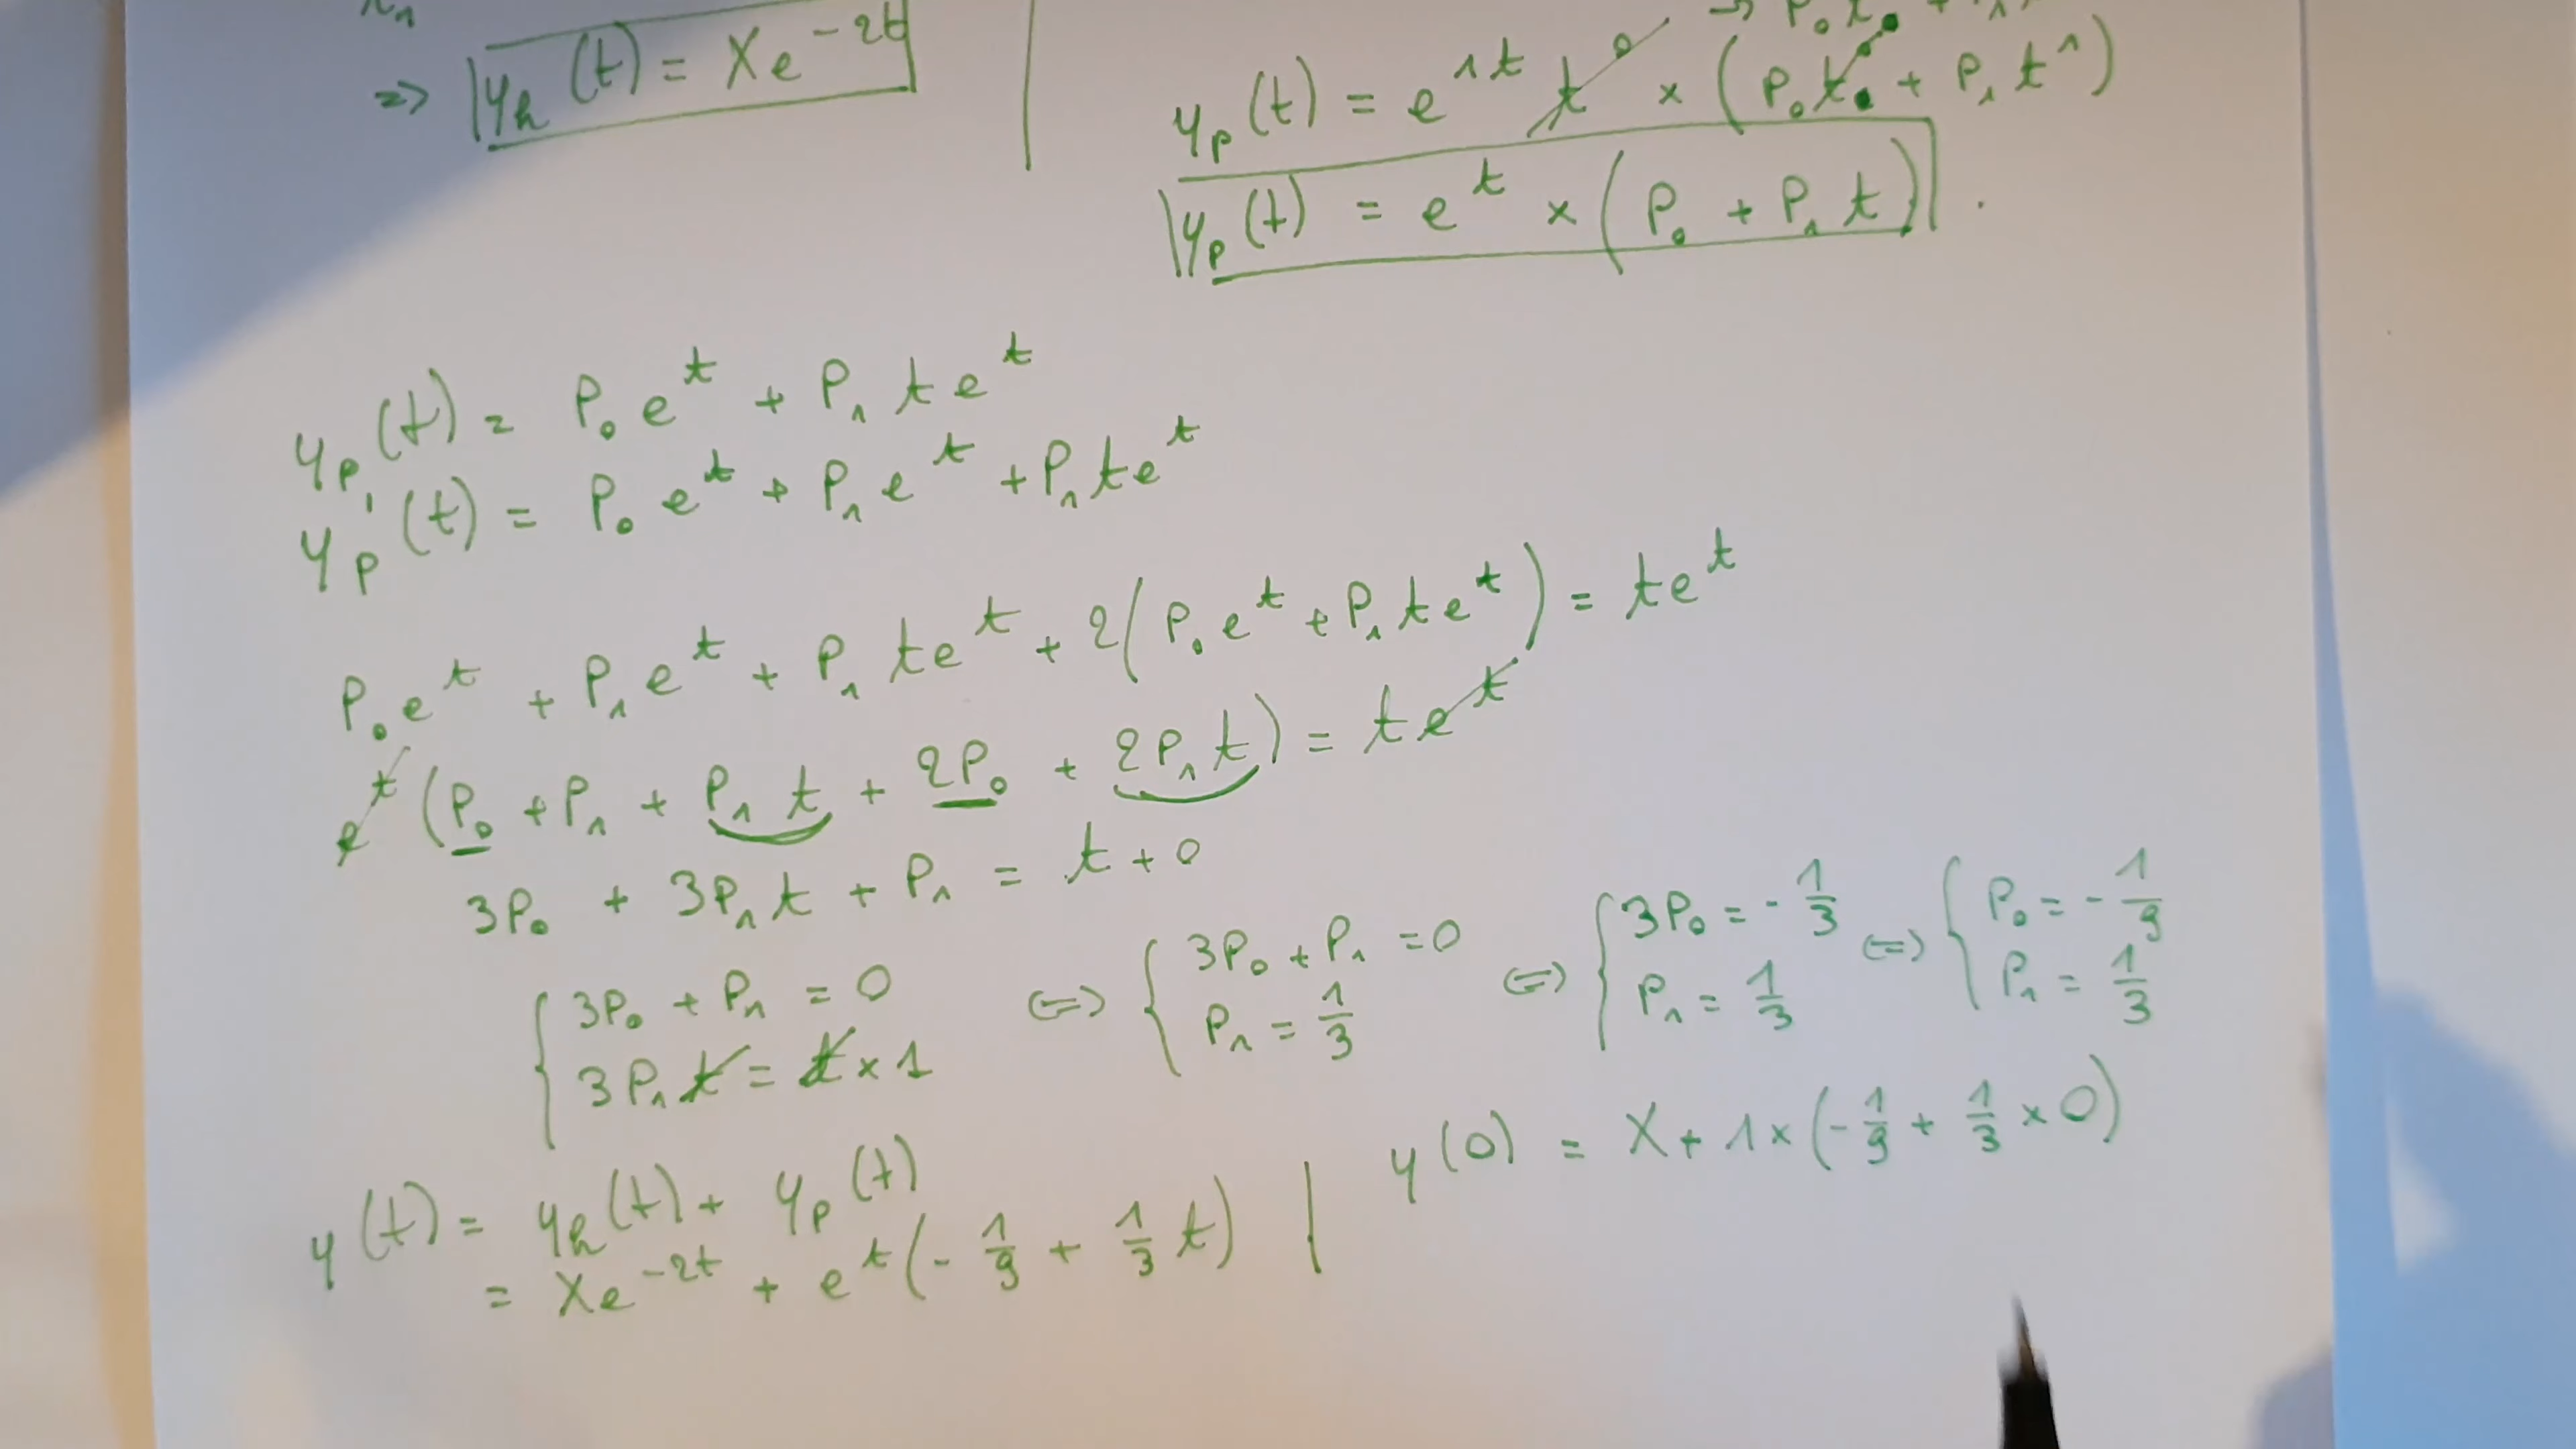 => y_h(t) = Xe^{-2t}
y_p(t) = e^{1t} t^0 × (P_0 t^0 + P_1 t^1)
y_p(t) = e^t × (P_0 + P_1 t) .
y_p(t) = P_0 e^t + P_1 t e^t
y_p'(t) = P_0 e^t + P_1 e^t + P_1 t e^t
P_0 e^t + P_1 e^t + P_1 t e^t + 2(P_0 e^t + P_1 t e^t) = t e^t
e^t (P_0 + P_1 + P_1 t + 2P_0 + 2P_1 t) = t e^t
3P_0 + 3P_1 t + P_1 = t + 0
{ 3P_0 + P_1 = 0
3P_1 t = t × 1
<=> { 3P_0 + P_1 = 0
P_1 = 1/3
<=> { 3P_0 = - 1/3
P_1 = 1/3
<=> { P_0 = - 1/9
P_1 = 1/3
y(t) = y_h(t) + y_p(t)
= Xe^{-2t} + e^t(- 1/9 + 1/3 t)
y(0) = X + 1 × (- 1/9 + 1/3 × 0)